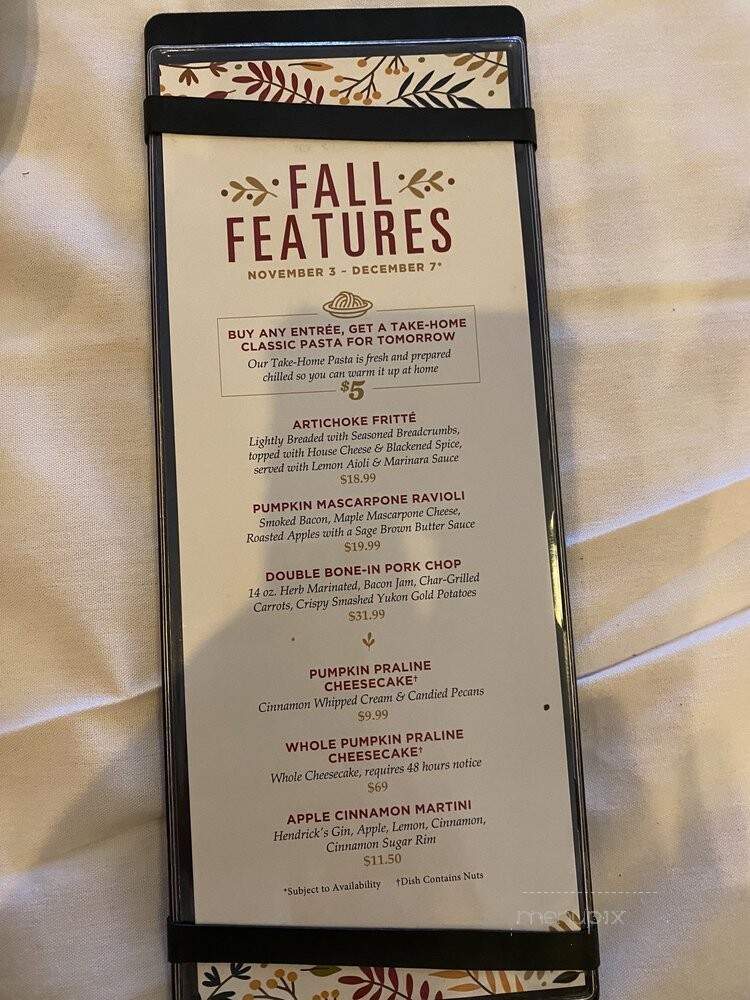 FALL
FEATURES
NOVEMBER 3 - DECEMBER 7*
BUY ANY ENTRÉE, GET A TAKE-HOME
CLASSIC PASTA FOR TOMORROW
Our Take-Home Pasta is fresh and prepared
chilled so you can warm it up at home
$5
ARTICHOKE FRITTÉ
Lightly Breaded with Seasoned Breadcrumbs,
topped with House Cheese & Blackened Spice,
served with Lemon Aioli & Marinara Sauce
$18.99
PUMPKIN MASCARPONE RAVIOLI
Smoked Bacon, Maple Mascarpone Cheese,
Roasted Apples with a Sage Brown Butter Sauce
$19.99
DOUBLE BONE-IN PORK CHOP
14 oz. Herb Marinated, Bacon Jam, Char-Grilled
Carrots, Crispy Smashed Yukon Gold Potatoes
$31.99
PUMPKIN PRALINE
CHEESECAKE†
Cinnamon Whipped Cream & Candied Pecans
$9.99
WHOLE PUMPKIN PRALINE
CHEESECAKE†
Whole Cheesecake, requires 48 hours notice
$69
APPLE CINNAMON MARTINI
Hendrick's Gin, Apple, Lemon, Cinnamon,
Cinnamon Sugar Rim
$11.50
*Subject to Availability †Dish Contains Nuts
menupix